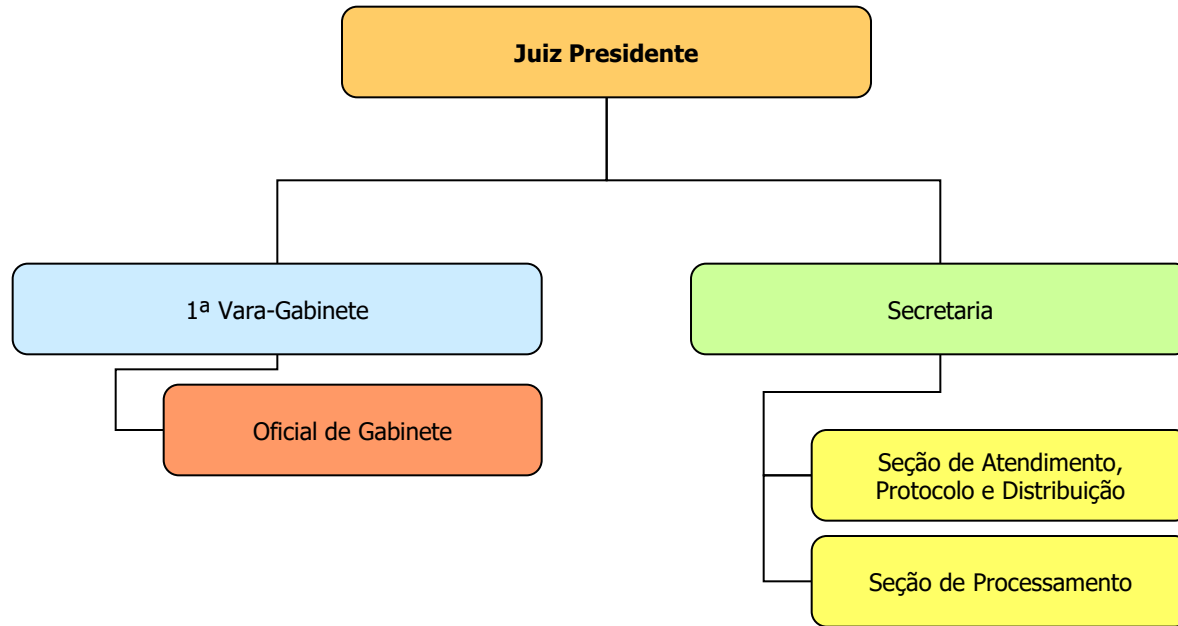 Juiz Presidente
1ª Vara-Gabinete
Secretaria
Oficial de Gabinete
Seção de Atendimento,
Protocolo e Distribuição
Seção de Processamento